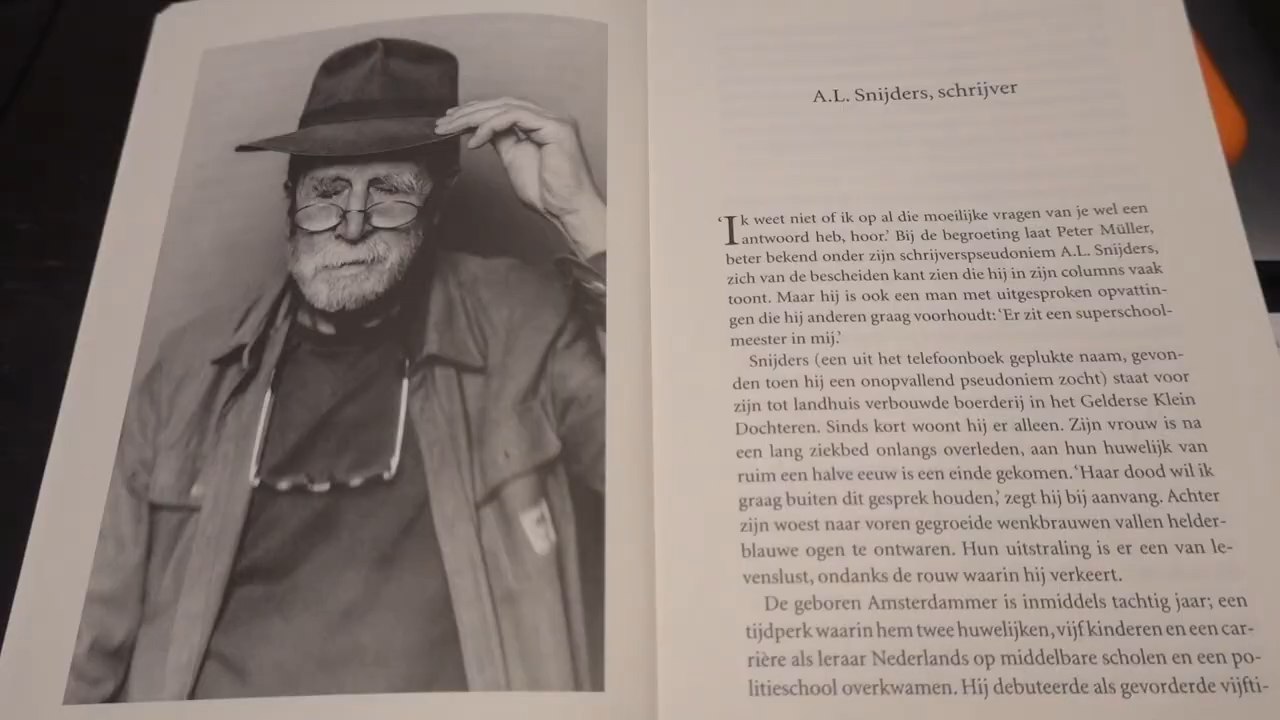 A.L. Snijders, schrijver
‘Ik weet niet of ik op al die moeilijke vragen van je wel een
antwoord heb, hoor.’ Bij de begroeting laat Peter Müller,
beter bekend onder zijn schrijverspseudoniem A.L. Snijders,
zich van de bescheiden kant zien die hij in zijn columns vaak
toont. Maar hij is ook een man met uitgesproken opvattin-
gen die hij anderen graag voorhoudt: ‘Er zit een superschool-
meester in mij.’
Snijders (een uit het telefoonboek geplukte naam, gevon-
den toen hij een onopvallend pseudoniem zocht) staat voor
zijn tot landhuis verbouwde boerderij in het Gelderse Klein
Dochteren. Sinds kort woont hij er alleen. Zijn vrouw is na
een lang ziekbed onlangs overleden, aan hun huwelijk van
ruim een halve eeuw is een einde gekomen. ‘Haar dood wil ik
graag buiten dit gesprek houden,’ zegt hij bij aanvang. Achter
zijn woest naar voren gegroeide wenkbrauwen vallen helder-
blauwe ogen te ontwaren. Hun uitstraling is er een van le-
venslust, ondanks de rouw waarin hij verkeert.
De geboren Amsterdammer is inmiddels tachtig jaar; een
tijdperk waarin hem twee huwelijken, vijf kinderen en een car-
rière als leraar Nederlands op middelbare scholen en een po-
litieschool overkwamen. Hij debuteerde als gevorderde vijfti-